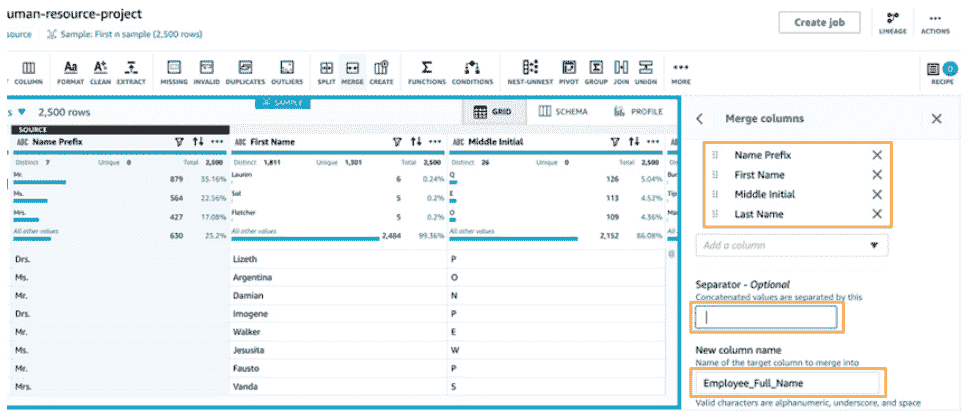 uman-resource-project
Create job
LINEAGE
ACTIONS
source
Sample: First n sample (2,500 rows)
COLUMN
FORMAT
CLEAN
EXTRACT
MISSING
INVALID
DUPLICATES
OUTLIERS
SPLIT
MERGE
CREATE
FUNCTIONS
CONDITIONS
NEST-UNNEST
PIVOT
GROUP
JOIN
UNION
MORE
0
RECIPE
s
2,500 rows
SAMPLE
GRID
SCHEMA
PROFILE
SOURCE
ABC Name Prefix
ABC First Name
ABC Middle Initial
Distinct 7 Unique 0 Total 2,500
Distinct 1,811 Unique 1,301 Total 2,500
Distinct 26 Unique 0 Total 2,500
Mr. 879 35.16%
Lauren 6 0.24%
Q 126 5.04%
Ms. 564 22.56%
Sol 5 0.2%
E 113 4.52%
Mrs. 427 17.08%
Fletcher 5 0.2%
O 109 4.36%
All other values 630 25.2%
All other values 2,484 99.36%
All other values 2,152 86.08%
Drs. Lizeth P
Ms. Argentina O
Mr. Damian N
Drs. Imogene P
Mr. Walker E
Ms. Jesusita W
Mr. Fausto P
Mrs. Vanda S
Merge columns
Name Prefix
First Name
Middle Initial
Last Name
Add a column
Separator - Optional
Concatenated values are separated by this
New column name
Name of the target column to merge into
Employee_Full_Name
Valid characters are alphanumeric, underscore, and space